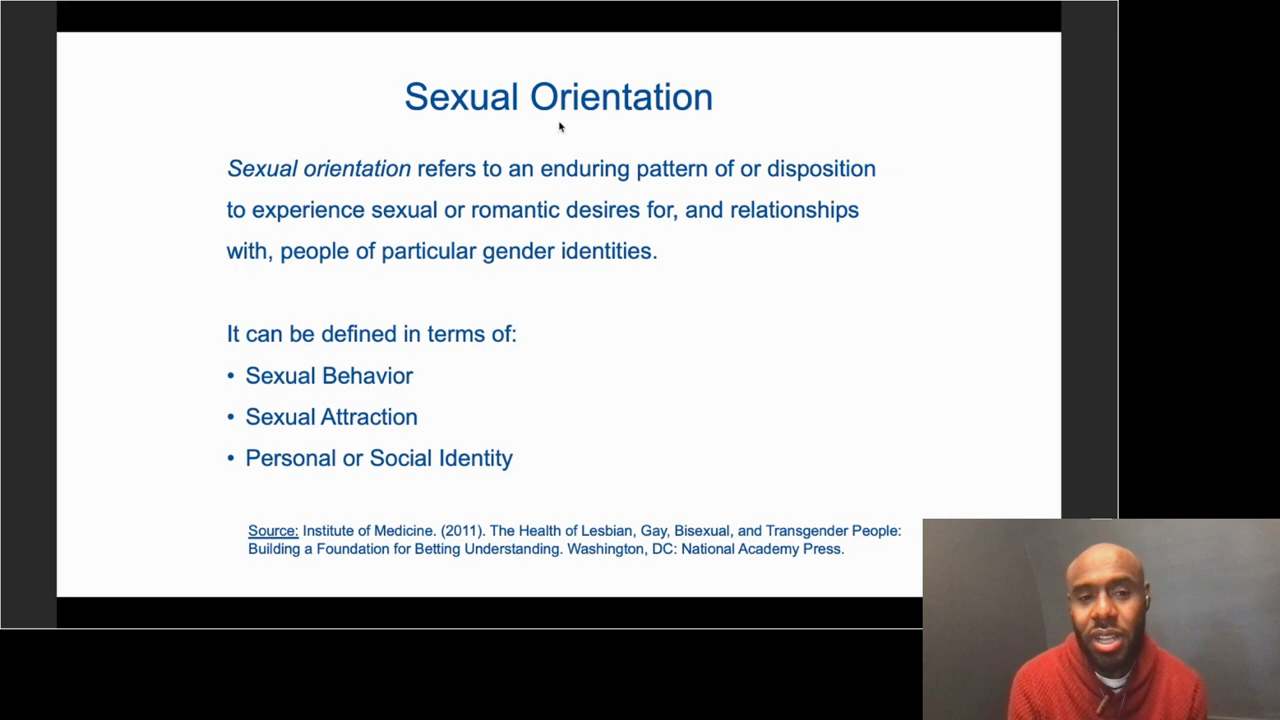 Sexual Orientation
Sexual orientation refers to an enduring pattern of or disposition
to experience sexual or romantic desires for, and relationships
with, people of particular gender identities.
It can be defined in terms of:
• Sexual Behavior
• Sexual Attraction
• Personal or Social Identity
Source: Institute of Medicine. (2011). The Health of Lesbian, Gay, Bisexual, and Transgender People:
Building a Foundation for Betting Understanding. Washington, DC: National Academy Press.